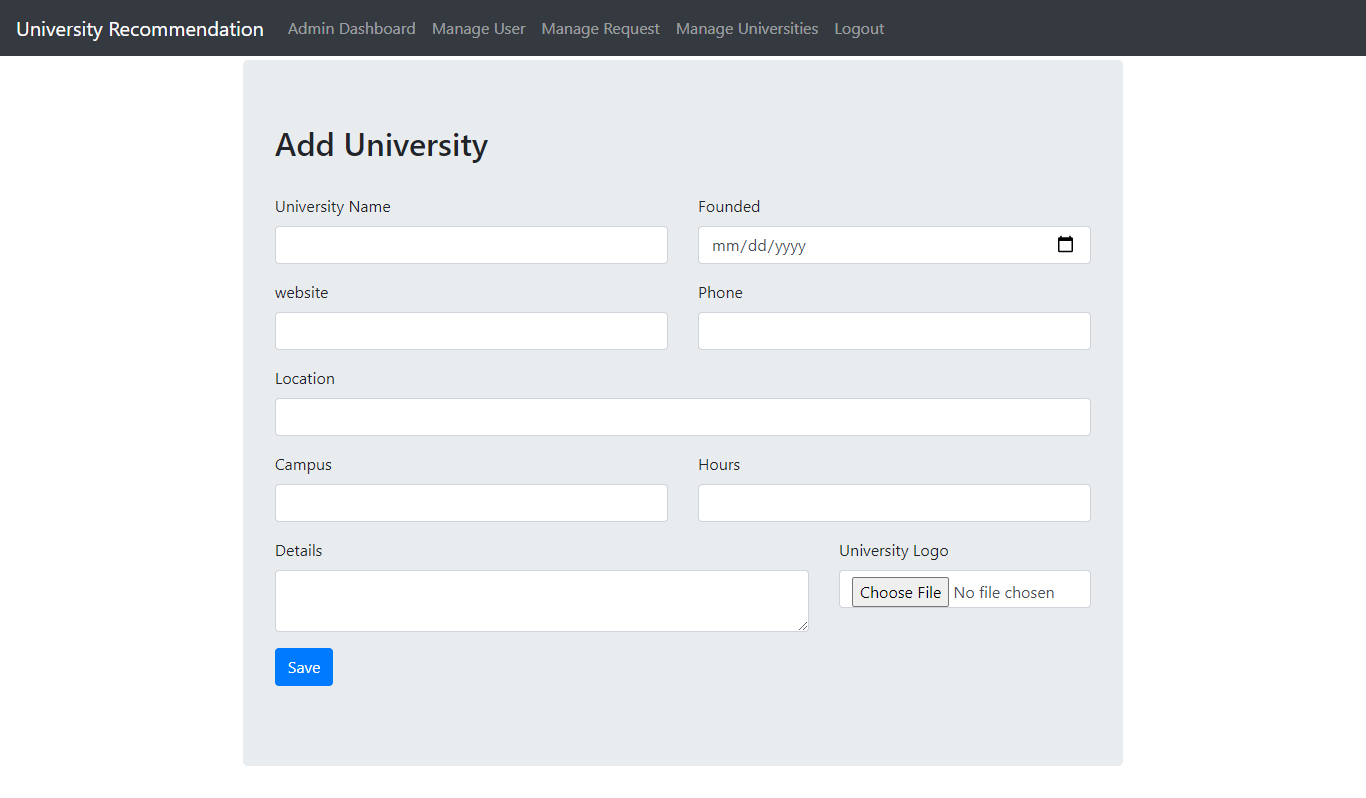 University Recommendation Admin Dashboard Manage User Manage Request Manage Universities Logout
Add University
University Name Founded
mm/dd/yyyy
website Phone
Location
Campus Hours
Details University Logo
Choose File No file chosen
Save